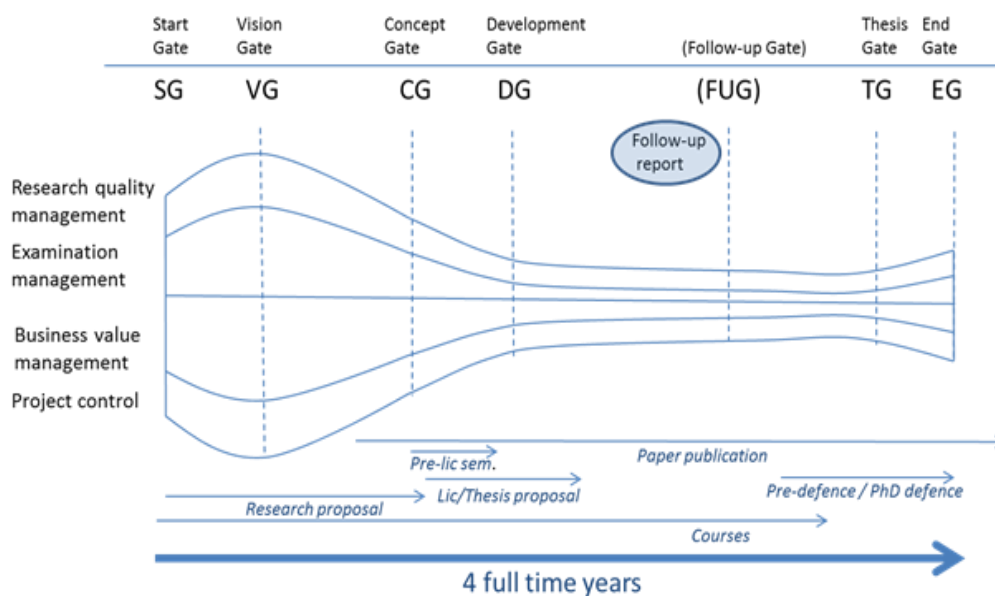 Start
Gate
Vision
Gate
Concept
Gate
Development
Gate
(Follow-up Gate)
Thesis
Gate
End
Gate
SG
VG
CG
DG
(FUG)
TG
EG
Follow-up
report
Research quality
management
Examination
management
Business value
management
Project control
Paper publication
Pre-lic sem.
Lic/Thesis proposal
Pre-defence / PhD defence
Research proposal
Courses
4 full time years